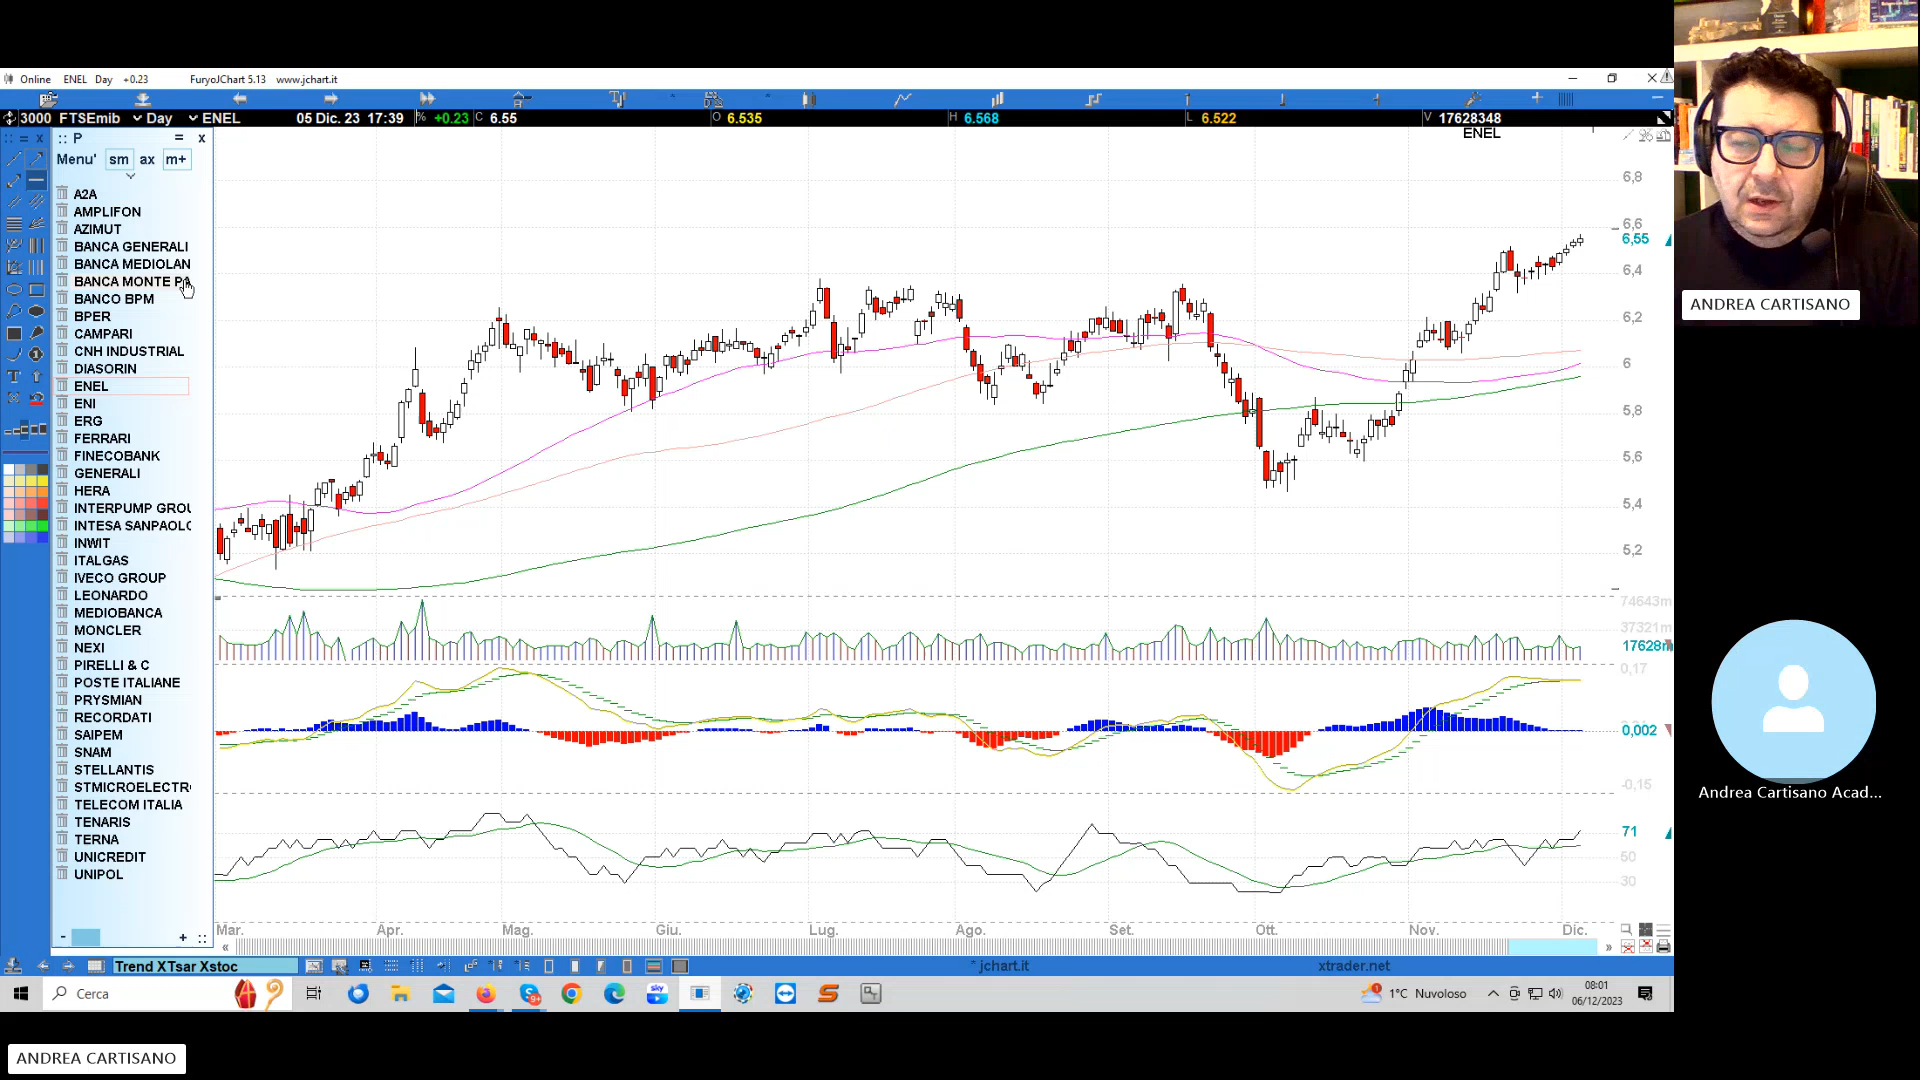 Online ENEL Day +0.23 FuryoJChart 5.13 www.jchart.it
3000 FTSEmib Day ENEL 05 Dic. 23 17:39 % +0.23 C 6.55 O 6.535 H 6.568 L 6.522 V 17628348
ENEL
P = x
Menu' sm ax m+
A2A
AMPLIFON
AZIMUT
BANCA GENERALI
BANCA MEDIOLAN
BANCA MONTE PA
BANCO BPM
BPER
CAMPARI
CNH INDUSTRIAL
DIASORIN
ENEL
ENI
ERG
FERRARI
FINECOBANK
GENERALI
HERA
INTERPUMP GROU
INTESA SANPAOLO
INWIT
ITALGAS
IVECO GROUP
LEONARDO
MEDIOBANCA
MONCLER
NEXI
PIRELLI & C
POSTE ITALIANE
PRYSMIAN
RECORDATI
SAIPEM
SNAM
STELLANTIS
STMICROELECTR
TELECOM ITALIA
TENARIS
TERNA
UNICREDIT
UNIPOL
6,8
6,6
6,55
6,4
6,2
6
5,8
5,6
5,4
5,2
74643m
37321m
17628m
0,17
0,002
-0,15
71
50
30
Mar. Apr. Mag. Giu. Lug. Ago. Set. Ott. Nov. Dic.
Trend XTsar Xstoc
* jchart.it
xtrader.net
Cerca
sky
1°C Nuvoloso
08:01
06/12/2023
ANDREA CARTISANO
Andrea Cartisano Acad...
ANDREA CARTISANO